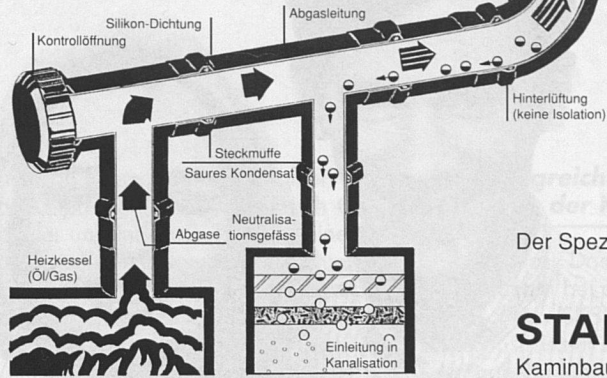 Abgasleitung
Silikon-Dichtung
Kontrollöffnung
Hinterlüftung
(keine Isolation)
Steckmuffe
Saures Kondensat
Neutralisa-
tionsgefäss
Abgase
Heizkessel
(Öl/Gas)
Einleitung in
Kanalisation
Der Spez
STA
Kaminba